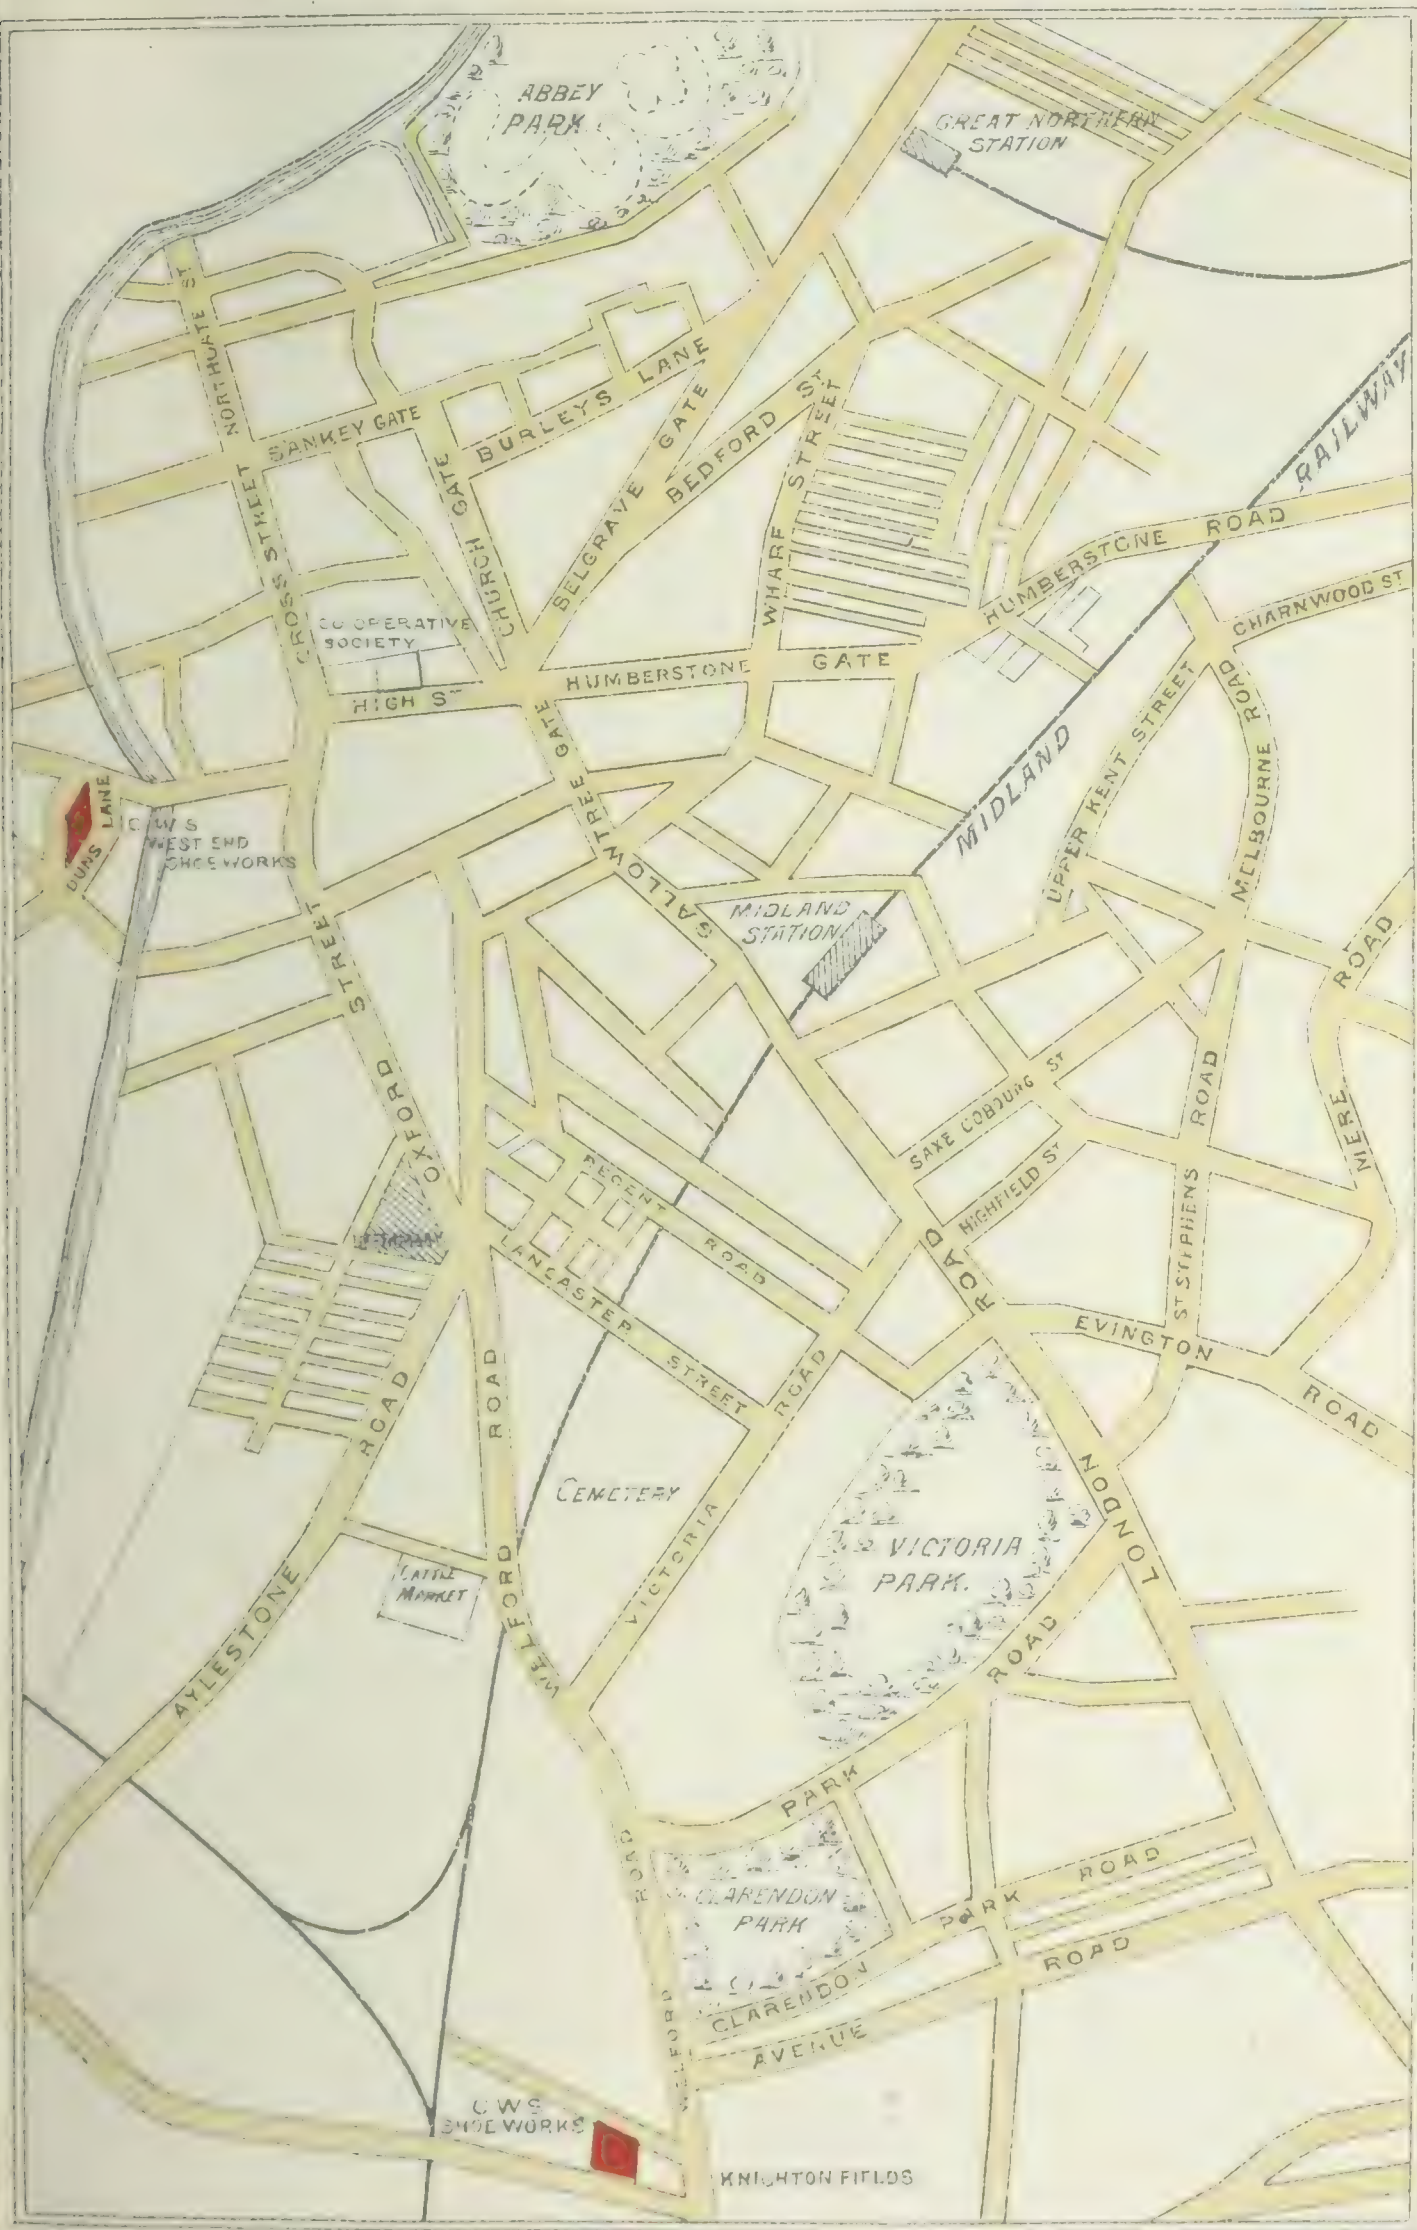 ABBEY
PARK
GREAT NORTHERN
STATION
NORTHGATE ST
SANKEY GATE
BURLEYS LANE
CHURCH GATE
BELGRAVE GATE
BEDFORD ST
WHARF STREET
CROSS STREET
RAILWAY
HUMBERSTONE ROAD
CHARNWOOD ST
CO OPERATIVE
SOCIETY
HIGH ST
HUMBERSTONE GATE
GALLOWTREE GATE
UPPER KENT STREET
MELBOURNE ROAD
MIDLAND
DUNS LANE
C W S
WEST END
SHOE WORKS
MIDLAND
STATION
MERE ROAD
OXFORD STREET
SAXE COBOURG ST
HIGHFIELD ST
ST STEPHENS ROAD
REGENT ROAD
LANCASTER STREET
EVINGTON ROAD
LONDON ROAD
CEMETERY
VICTORIA ROAD
VICTORIA
PARK.
CATTLE
MARKET
AYLESTONE ROAD
WELFORD ROAD
PARK ROAD
WELFORD ROAD
CLARENDON
PARK
CLARENDON PARK ROAD
AVENUE ROAD
C W S
SHOE WORKS
KNIGHTON FIELDS